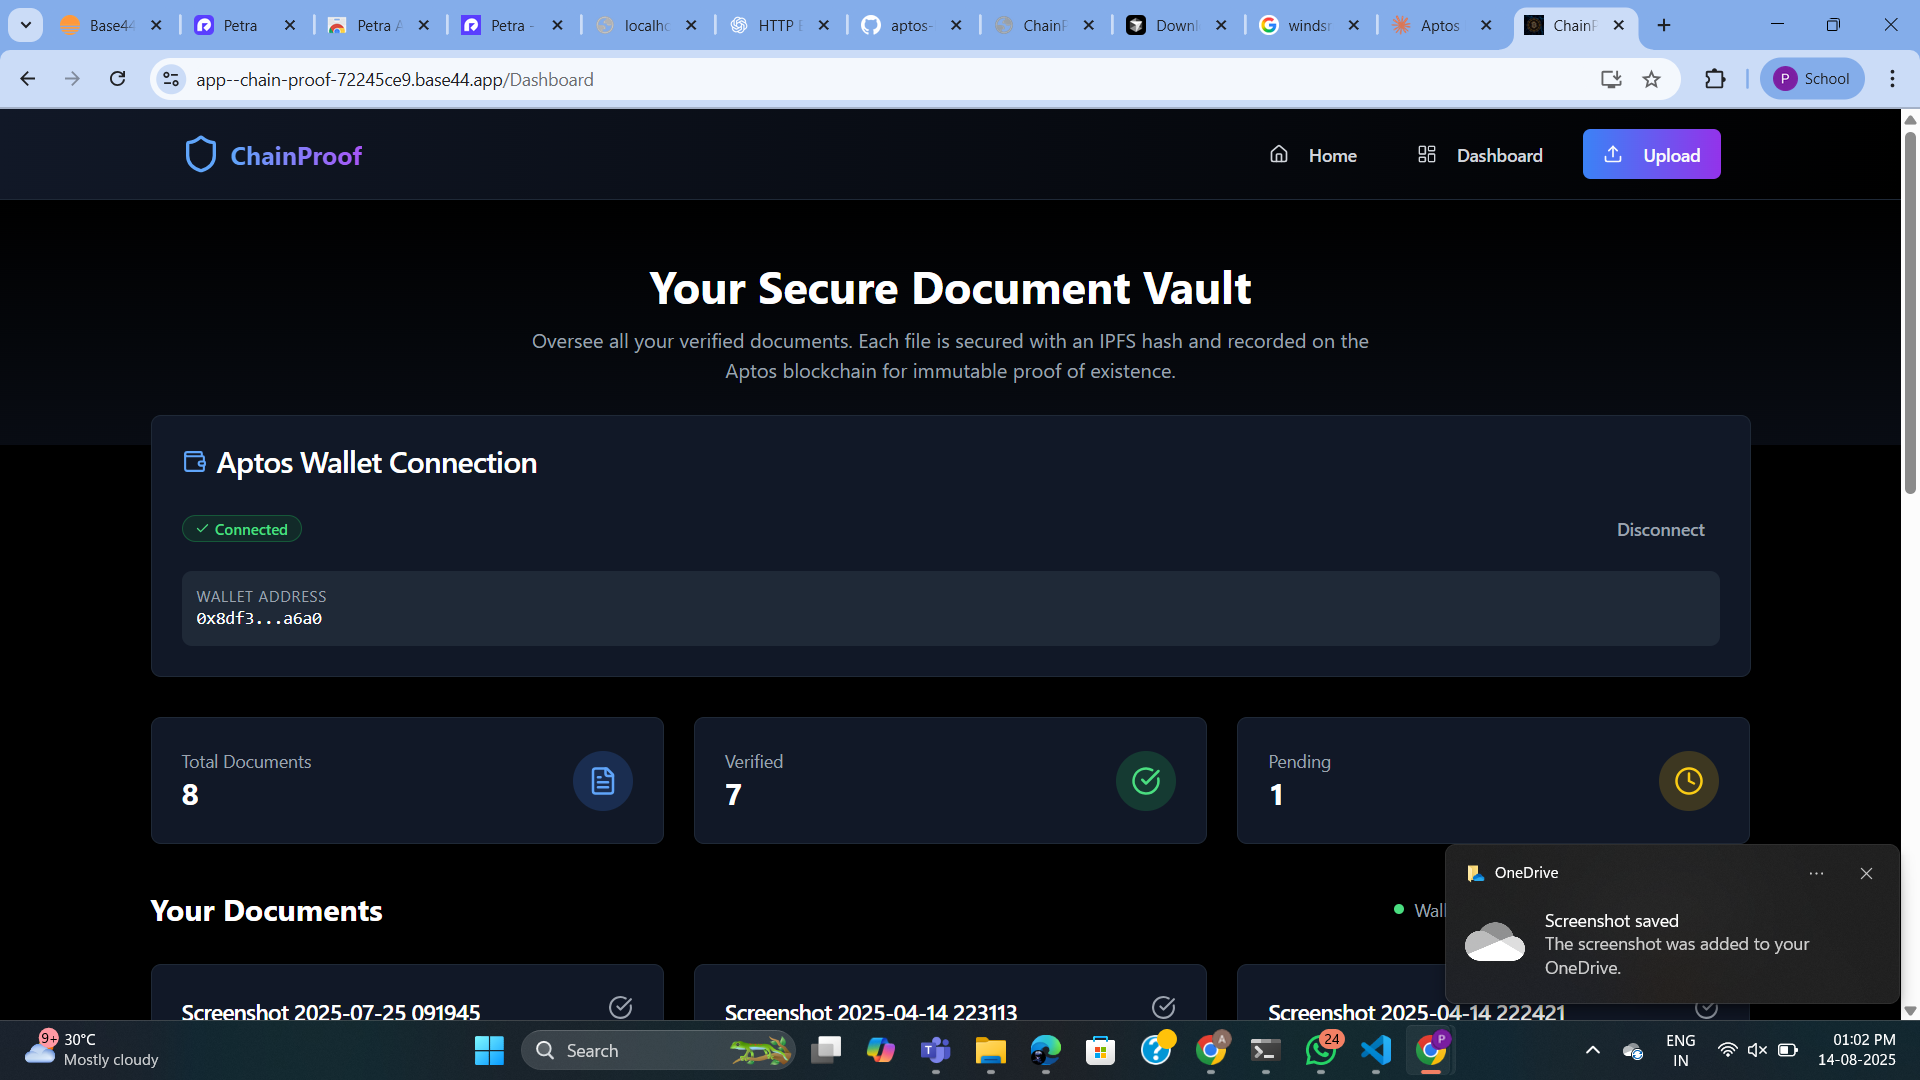 Base44
Petra
Petra A
Petra -
localho
HTTP E
aptos-
ChainP
Downl
windsr
Aptos
ChainP
app--chain-proof-72245ce9.base44.app/Dashboard
P
School
ChainProof
Home
Dashboard
Upload
Your Secure Document Vault
Oversee all your verified documents. Each file is secured with an IPFS hash and recorded on the
Aptos blockchain for immutable proof of existence.
Aptos Wallet Connection
Connected
Disconnect
WALLET ADDRESS
0x8df3...a6a0
Total Documents
8
Verified
7
Pending
1
Your Documents
Wall
OneDrive
Screenshot saved
The screenshot was added to your
OneDrive.
Screenshot 2025-07-25 091945
Screenshot 2025-04-14 223113
Screenshot 2025-04-14 222421
9+
30°C
Mostly cloudy
Search
A
24
P
ENG
IN
01:02 PM
14-08-2025